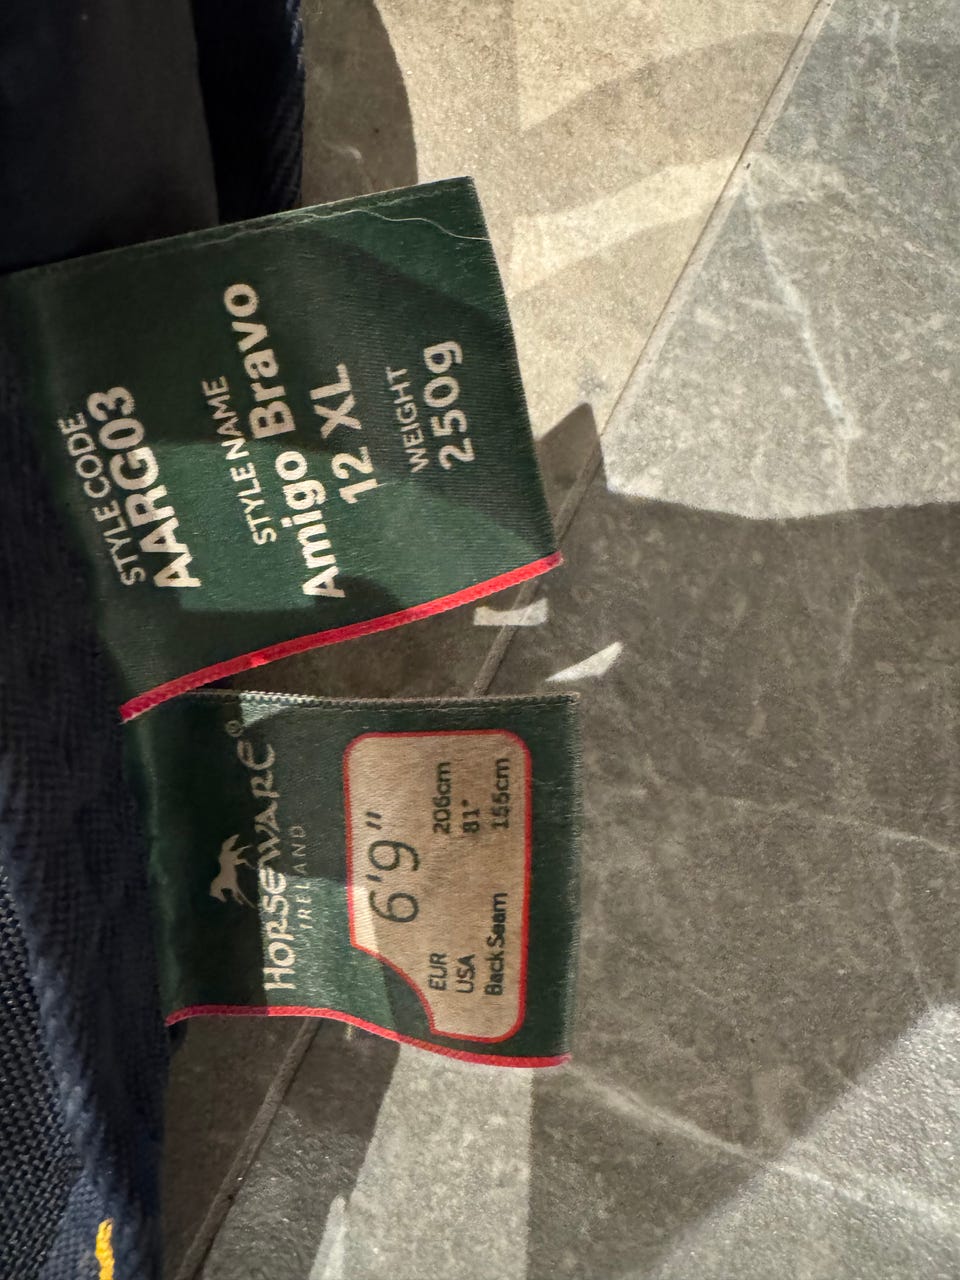 STYLE CODE
AARG03
STYLE NAME
Amigo Bravo
12 XL
WEIGHT
250g
HORSEWARE®
IRELAND
6'9"
EUR 206cm
USA 81"
Back Seam 155cm